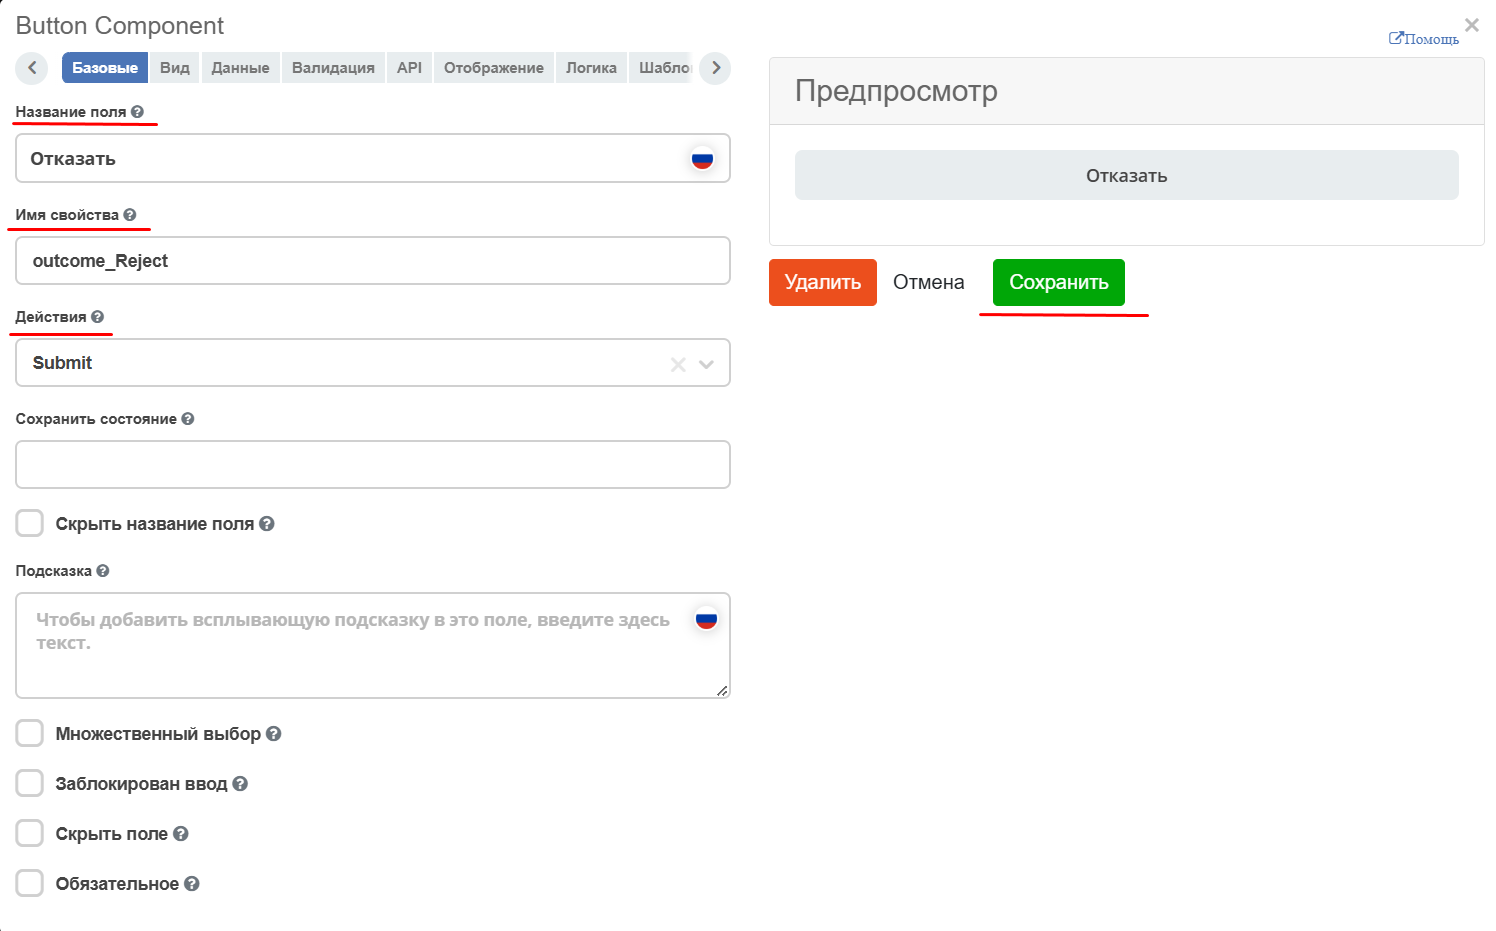 Button Component
Помощь
Базовые Вид Данные Валидация API Отображение Логика
Название поля
Отказать
Имя свойства
outcome_Reject
Действия
Submit
Сохранить состояние
Скрыть название поля
Подсказка
Чтобы добавить всплывающую подсказку в это поле, введите здесь
текст.
Множественный выбор
Заблокирован ввод
Скрыть поле
Обязательное
Предпросмотр
Отказать
Удалить Отмена Сохранить